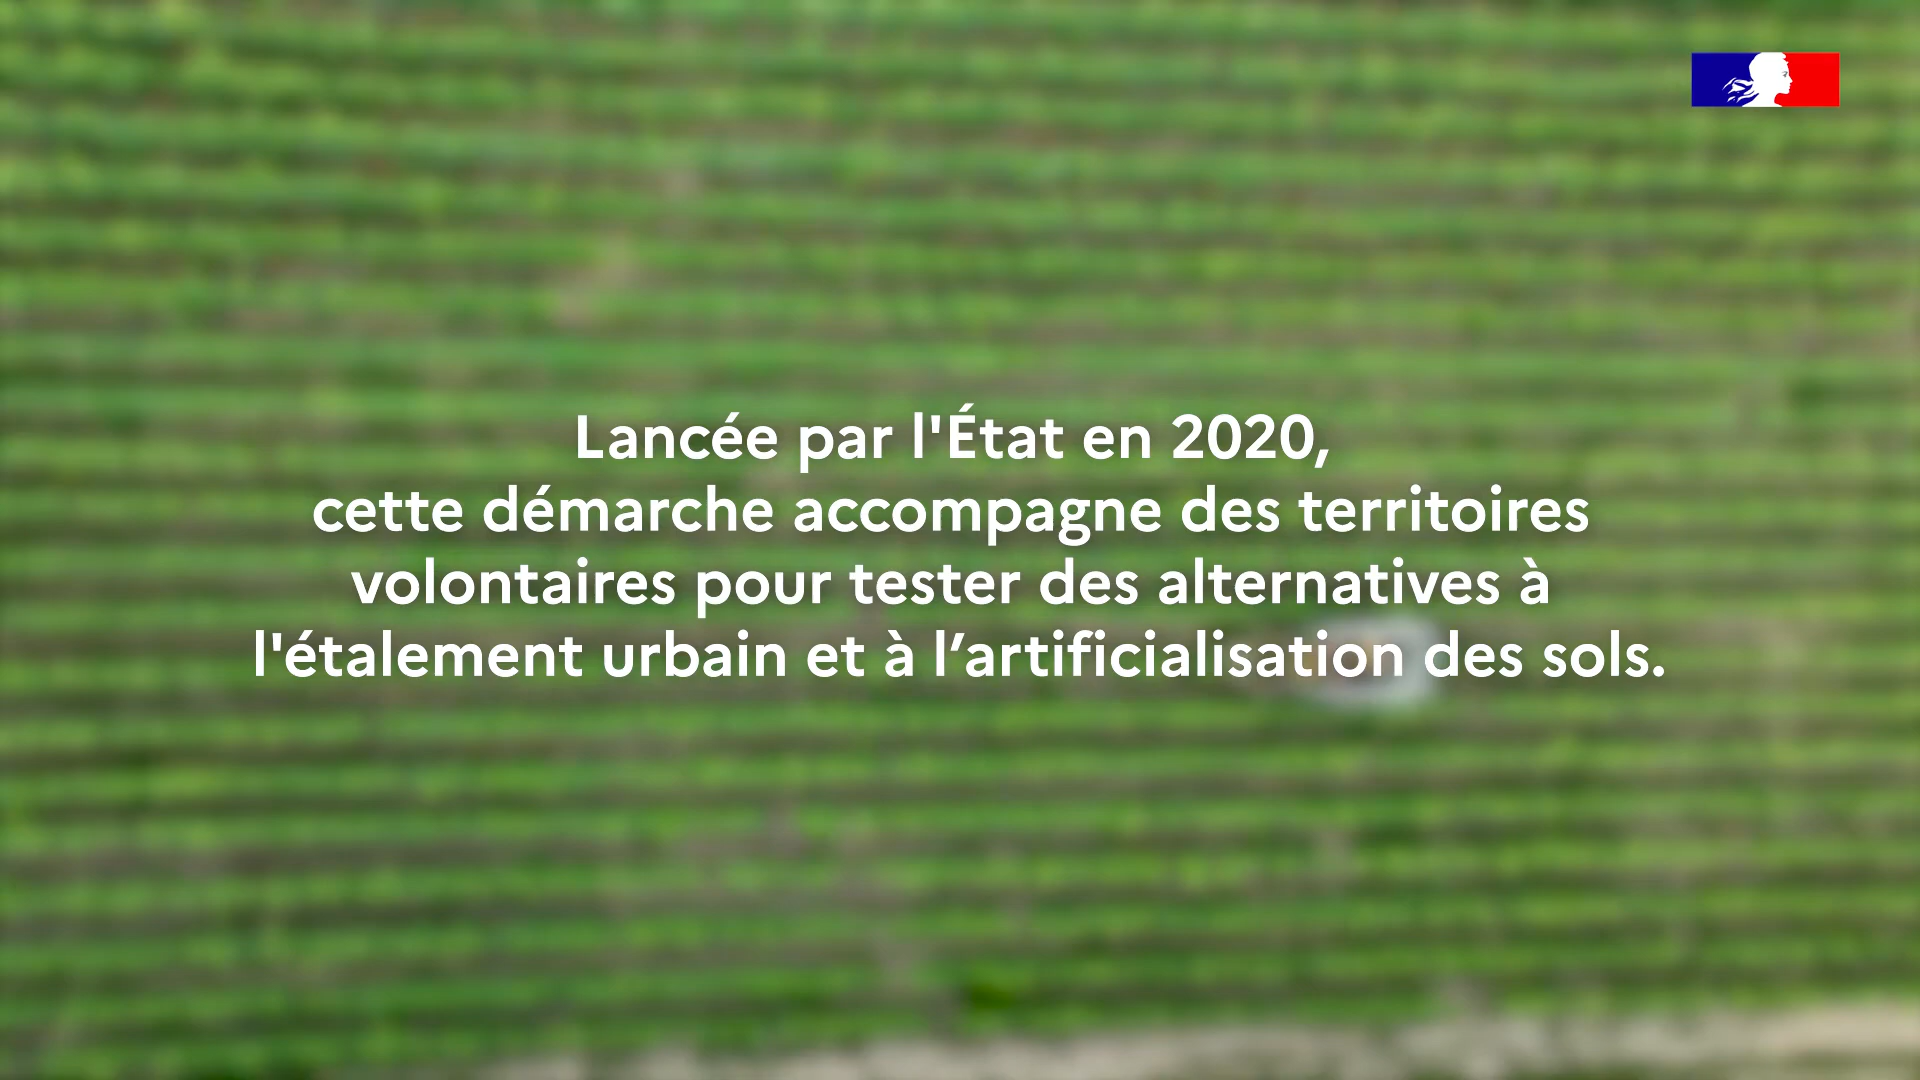 Lancée par l'État en 2020,
cette démarche accompagne des territoires
volontaires pour tester des alternatives à
l'étalement urbain et à l’artificialisation des sols.